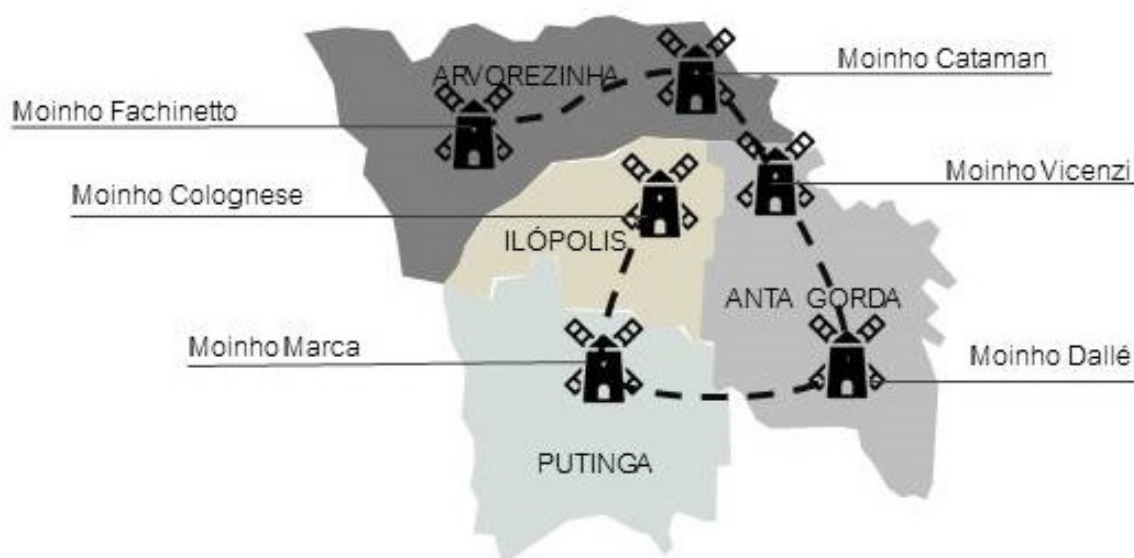 Moinho Cataman
ARVOREZINHA
Moinho Fachinetto
Moinho Vicenzi
Moinho Colognese
ILÓPOLIS
ANTA GORDA
Moinho Marca
Moinho Dallé
PUTINGA